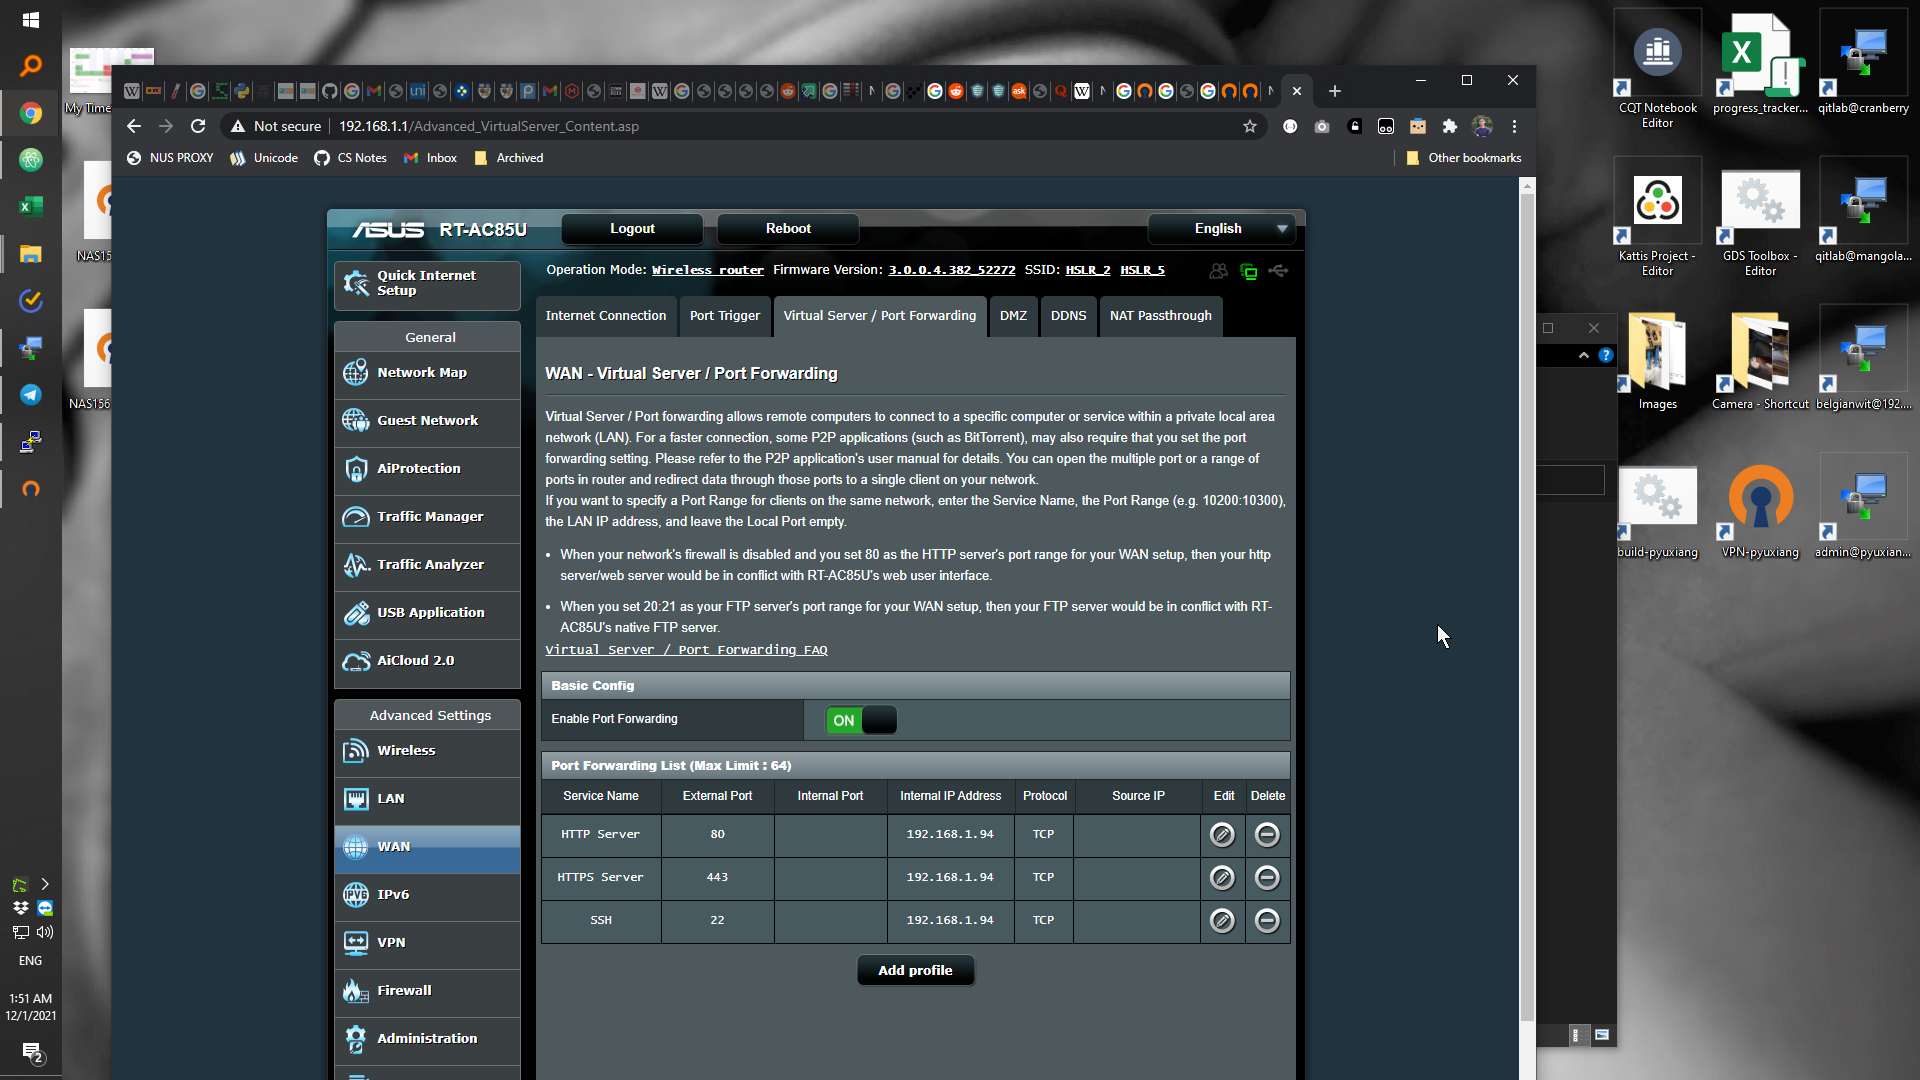 My Time
NAS15
NAS156
Not secure
192.168.1.1/Advanced_VirtualServer_Content.asp
NUS PROXY
Unicode
CS Notes
Inbox
Archived
Other bookmarks
ASUS RT-AC85U
Logout
Reboot
English
Operation Mode: Wireless router Firmware Version: 3.0.0.4.382_52272 SSID: HSLR_2 HSLR_5
Quick Internet
Setup
General
Network Map
Guest Network
AiProtection
Traffic Manager
Traffic Analyzer
USB Application
AiCloud 2.0
Advanced Settings
Wireless
LAN
WAN
IPv6
VPN
Firewall
Administration
Internet Connection
Port Trigger
Virtual Server / Port Forwarding
DMZ
DDNS
NAT Passthrough
WAN - Virtual Server / Port Forwarding
Virtual Server / Port forwarding allows remote computers to connect to a specific computer or service within a private local area
network (LAN). For a faster connection, some P2P applications (such as BitTorrent), may also require that you set the port
forwarding setting. Please refer to the P2P application's user manual for details. You can open the multiple port or a range of
ports in router and redirect data through those ports to a single client on your network.
If you want to specify a Port Range for clients on the same network, enter the Service Name, the Port Range (e.g. 10200:10300),
the LAN IP address, and leave the Local Port empty.
• When your network's firewall is disabled and you set 80 as the HTTP server's port range for your WAN setup, then your http
server/web server would be in conflict with RT-AC85U's web user interface.
• When you set 20:21 as your FTP server's port range for your WAN setup, then your FTP server would be in conflict with RT-
AC85U's native FTP server.
Virtual Server / Port Forwarding FAQ
Basic Config
Enable Port Forwarding
ON
Port Forwarding List (Max Limit : 64)
Service Name External Port Internal Port Internal IP Address Protocol Source IP Edit Delete
HTTP Server 80 192.168.1.94 TCP
HTTPS Server 443 192.168.1.94 TCP
SSH 22 192.168.1.94 TCP
Add profile
CQT Notebook
Editor
progress_tracker...
qitlab@cranberry
Kattis Project -
Editor
GDS Toolbox -
Editor
qitlab@mangola...
Images
Camera - Shortcut
belgianwit@192....
build-pyuxiang
VPN-pyuxiang
admin@pyuxian...
ENG
1:51 AM
12/1/2021
2